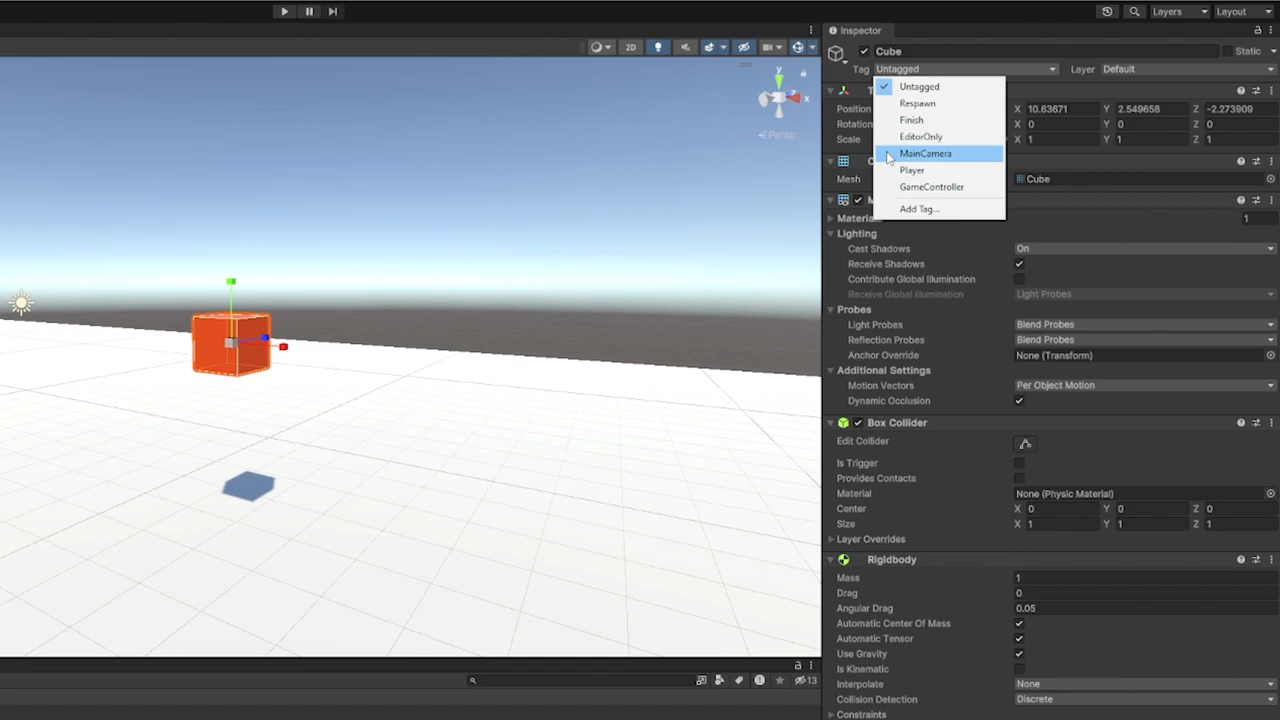 Layers Layout
Inspector
2D
Cube Static
Tag Untagged Layer Default
Untagged
Respawn
Finish
EditorOnly
MainCamera
Player
GameController
Add Tag...
y
x
Persp
Position X 10.63671 Y 2.549658 Z -2.273909
Rotation X 0 Y 0 Z 0
Scale X 1 Y 1 Z 1
Mesh Cube
Materials 1
Lighting
Cast Shadows On
Receive Shadows
Contribute Global Illumination
Receive Global Illumination Light Probes
Probes
Light Probes Blend Probes
Reflection Probes Blend Probes
Anchor Override None (Transform)
Additional Settings
Motion Vectors Per Object Motion
Dynamic Occlusion
Box Collider
Edit Collider
Is Trigger
Provides Contacts
Material None (Physic Material)
Center X 0 Y 0 Z 0
Size X 1 Y 1 Z 1
Layer Overrides
Rigidbody
Mass 1
Drag 0
Angular Drag 0.05
Automatic Center Of Mass
Automatic Tensor
Use Gravity
Is Kinematic
13
Interpolate None
Collision Detection Discrete
Constraints